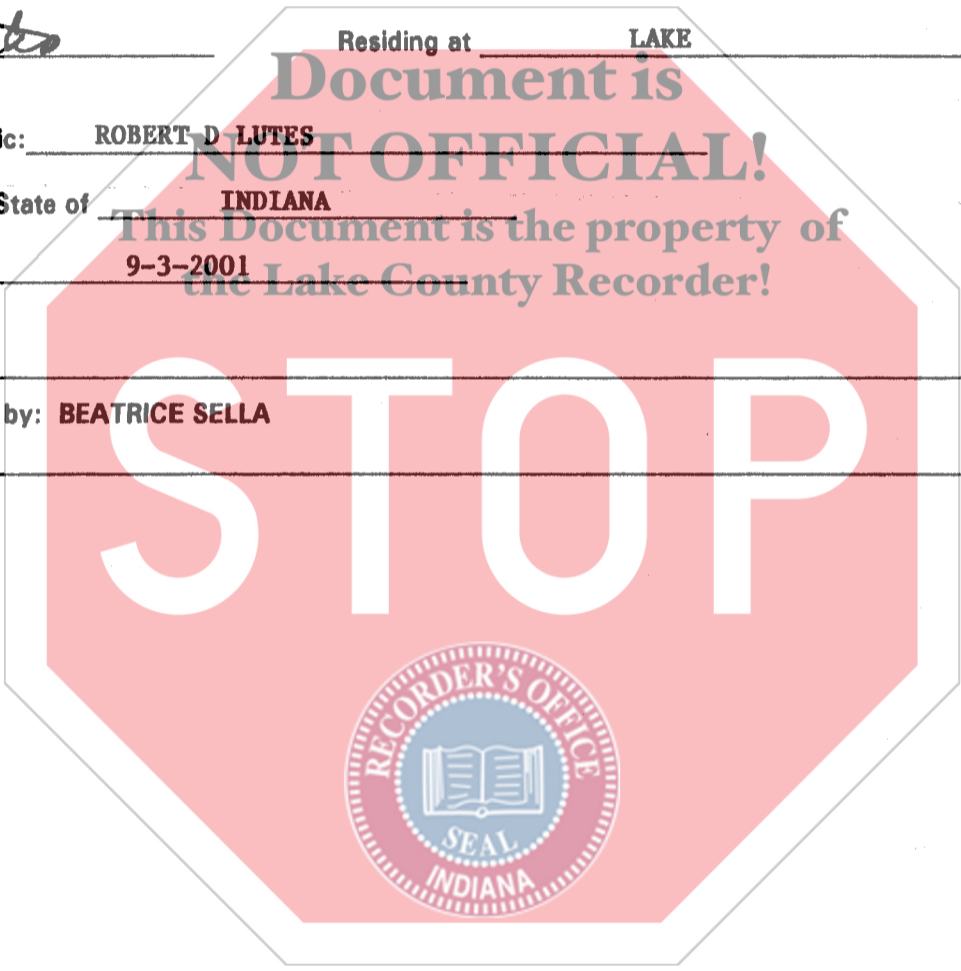 Residing at LAKE
Document is
ic: ROBERT D LUTES
NOT OFFICIAL!
State of INDIANA
This Document is the property of
9-3-2001
the Lake County Recorder!
by: BEATRICE SELLA
STOP
RECORDER'S OFFICE
SEAL
INDIANA